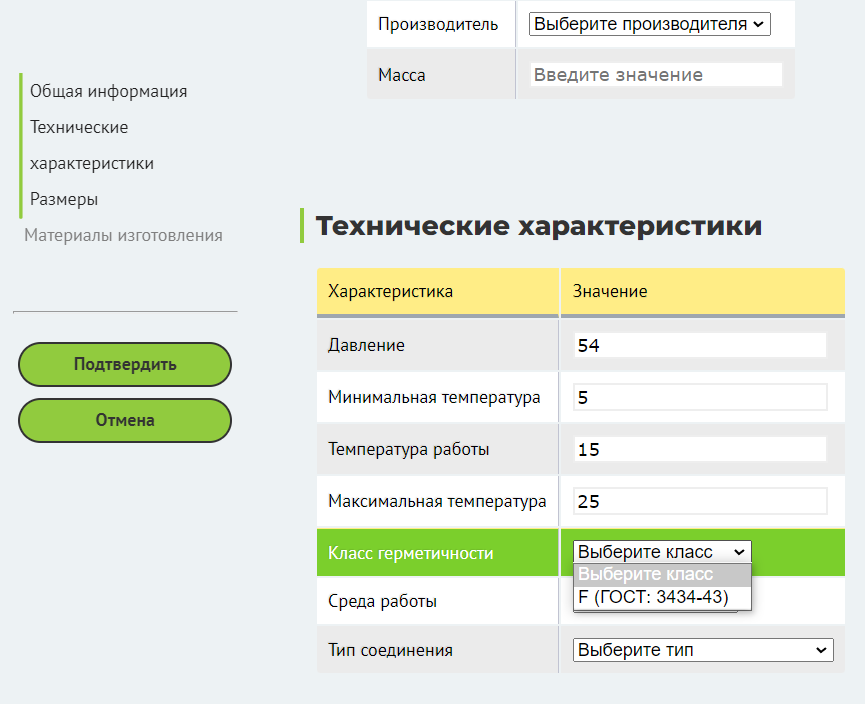 Производитель Выберите производителя
Масса Введите значение
Общая информация
Технические
характеристики
Размеры
Материалы изготовления
Подтвердить
Отмена
Технические характеристики
Характеристика Значение
Давление 54
Минимальная температура 5
Температура работы 15
Максимальная температура 25
Класс герметичности Выберите класс
Выберите класс
F (ГОСТ: 3434-43)
Среда работы
Тип соединения Выберите тип